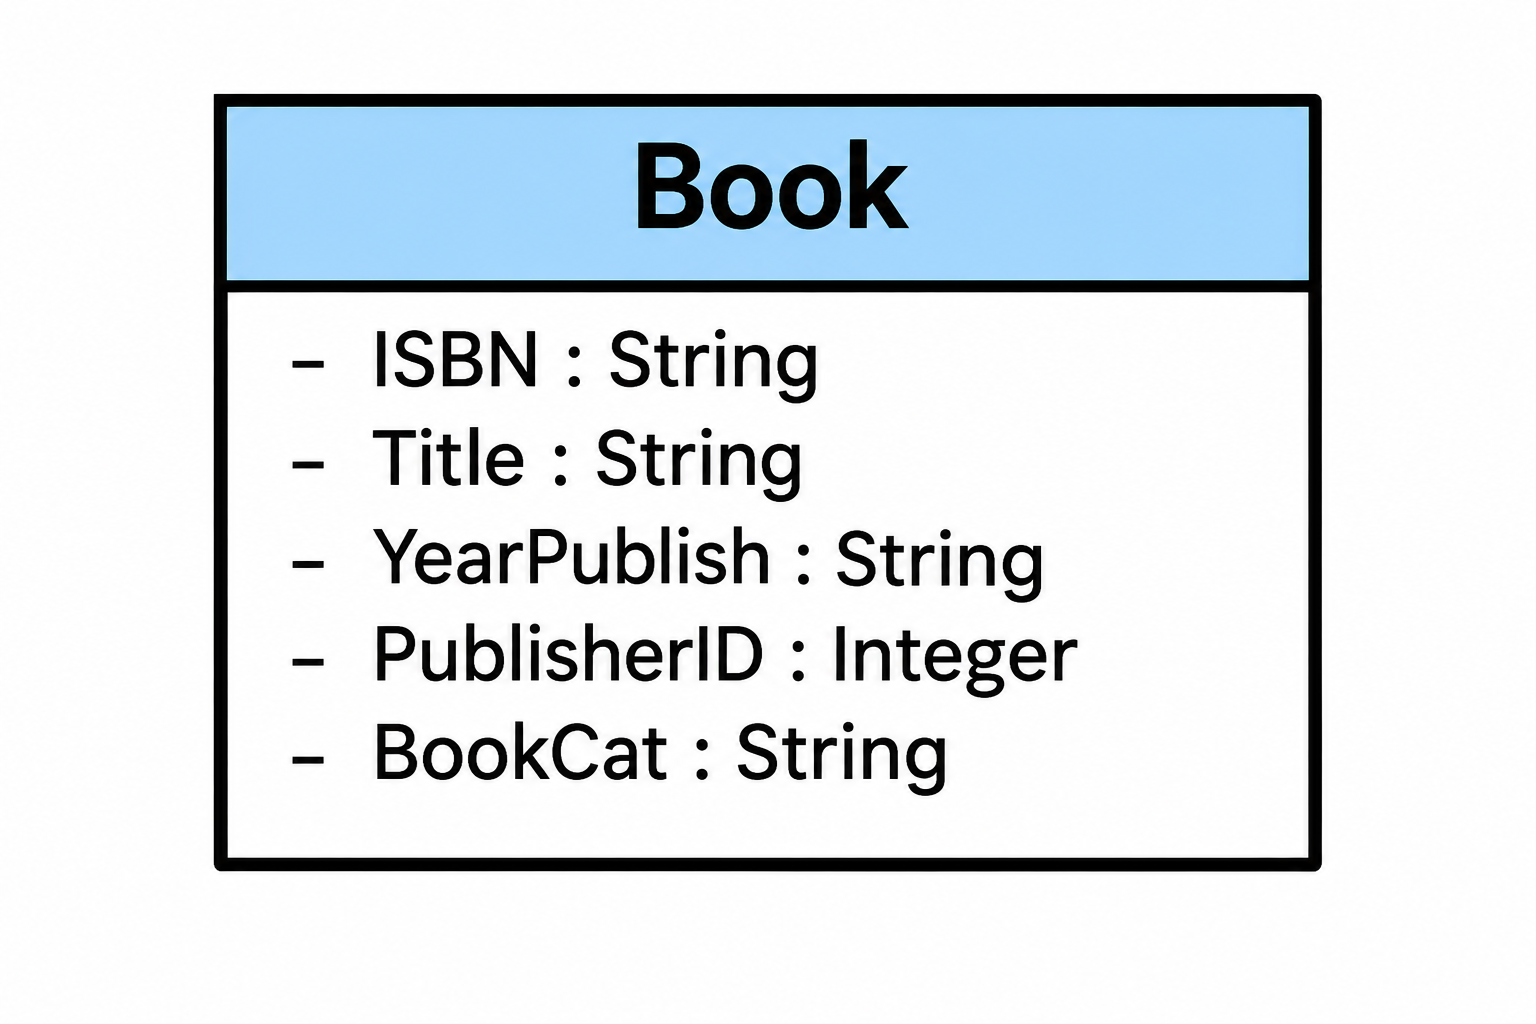 Book
– ISBN : String
– Title : String
– YearPublish : String
– PublisherID : Integer
– BookCat : String